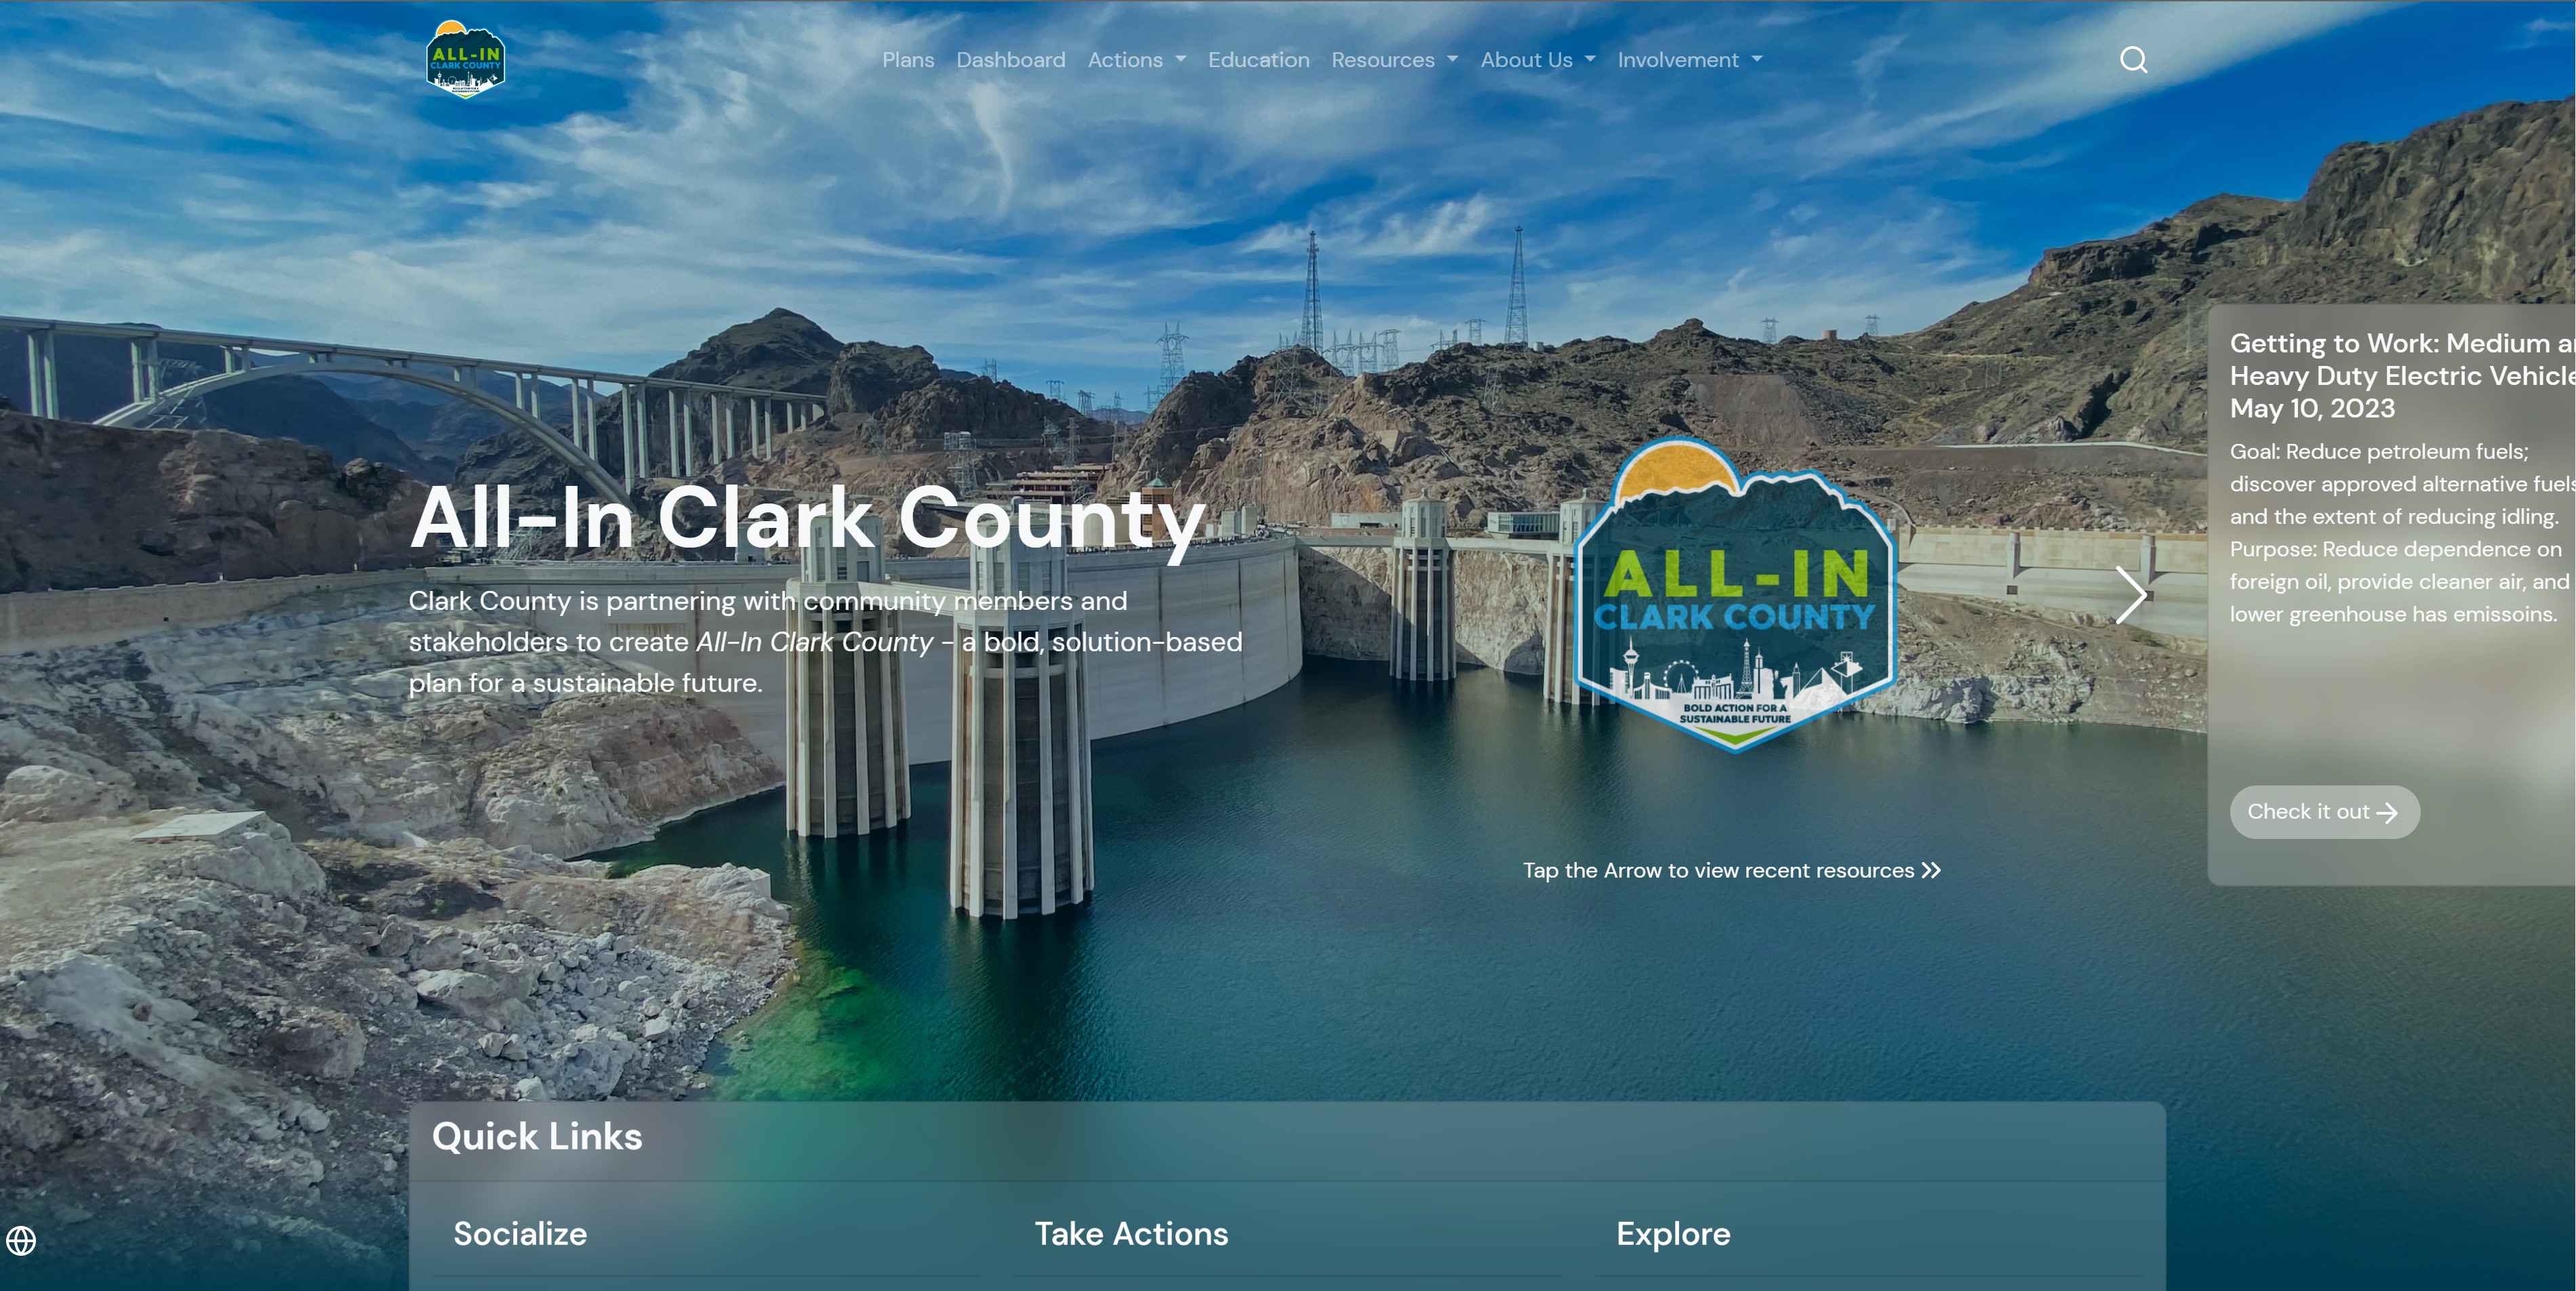 ALL-IN
CLARK COUNTY
Plans Dashboard Actions Education Resources About Us Involvement
All-In Clark County
Clark County is partnering with community members and
stakeholders to create All-In Clark County - a bold, solution-based
plan for a sustainable future.
ALL-IN
CLARK COUNTY
BOLD ACTION FOR A
SUSTAINABLE FUTURE
Tap the Arrow to view recent resources
Getting to Work: Medium
Heavy Duty Electric
May 10, 2023
Goal: Reduce petroleum fuels;
discover approved alternative fuels
and the extent of reducing idling.
Purpose: Reduce dependence on
foreign oil, provide cleaner air, and
lower greenhouse has emissoins.
Check it out
Quick Links
Socialize Take Actions Explore